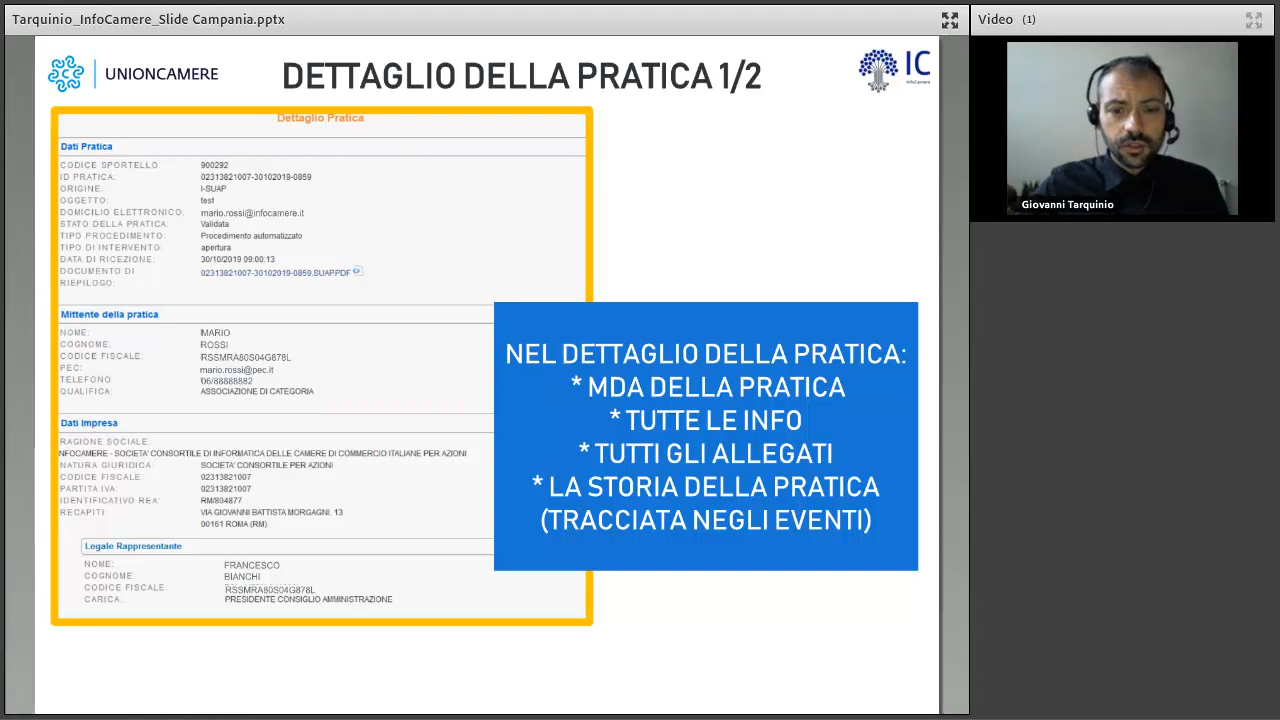 Tarquinio_InfoCamere_Slide Campania.pptx
Video (1)
UNIONCAMERE
DETTAGLIO DELLA PRATICA 1/2
IC
InfoCamere
Giovanni Tarquinio
Dettaglio Pratica
Dati Pratica
CODICE SPORTELLO: 900292
ID PRATICA: 02313821007-30102019-0859
ORIGINE: I-SUAP
OGGETTO: test
DOMICILIO ELETTRONICO: mario.rossi@infocamere.it
STATO DELLA PRATICA: Validata
TIPO PROCEDIMENTO: Procedimento automatizzato
TIPO DI INTERVENTO: apertura
DATA DI RICEZIONE: 30/10/2019 09:00:13
DOCUMENTO DI 02313821007-30102019-0859.SUAP.PDF
RIEPILOGO:
Mittente della pratica
NOME: MARIO
COGNOME: ROSSI
CODICE FISCALE: RSSMRA80S04G878L
PEC: mario.rossi@pec.it
TELEFONO: 06/88888882
QUALIFICA: ASSOCIAZIONE DI CATEGORIA
Dati Impresa
RAGIONE SOCIALE:
NFOCAMERE - SOCIETA' CONSORTILE DI INFORMATICA DELLE CAMERE DI COMMERCIO ITALIANE PER AZIONI
NATURA GIURIDICA: SOCIETA' CONSORTILE PER AZIONI
CODICE FISCALE: 02313821007
PARTITA IVA: 02313821007
IDENTIFICATIVO REA: RM/804877
RECAPITI: VIA GIOVANNI BATTISTA MORGAGNI, 13
00161 ROMA (RM)
Legale Rappresentante
NOME: FRANCESCO
COGNOME: BIANCHI
CODICE FISCALE: RSSMRA80S04G878L
CARICA: PRESIDENTE CONSIGLIO AMMINISTRAZIONE
NEL DETTAGLIO DELLA PRATICA:
* MDA DELLA PRATICA
* TUTTE LE INFO
* TUTTI GLI ALLEGATI
* LA STORIA DELLA PRATICA
(TRACCIATA NEGLI EVENTI)